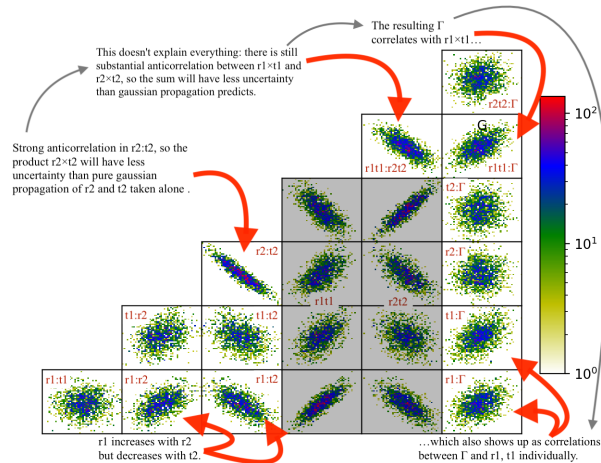 The resulting Γ
correlates with r1×t1…
This doesn't explain everything: there is still
substantial anticorrelation between r1×t1 and
r2×t2, so the sum will have less uncertainty
than gaussian propagation predicts.
r2t2:Γ
G
10²
Strong anticorrelation in r2:t2, so the
product r2×t2 will have less
uncertainty than pure gaussian
propagation of r2 and t2 taken alone .
r1t1:r2t2
r1t1:Γ
t2:Γ
10¹
r2:t2
r2:Γ
r1t1
r2t2
t1:r2
t1:t2
t1:Γ
10⁰
r1:t1
r1:r2
r1:t2
r1:Γ
r1 increases with r2
but decreases with t2.
…which also shows up as correlations
between Γ and r1, t1 individually.